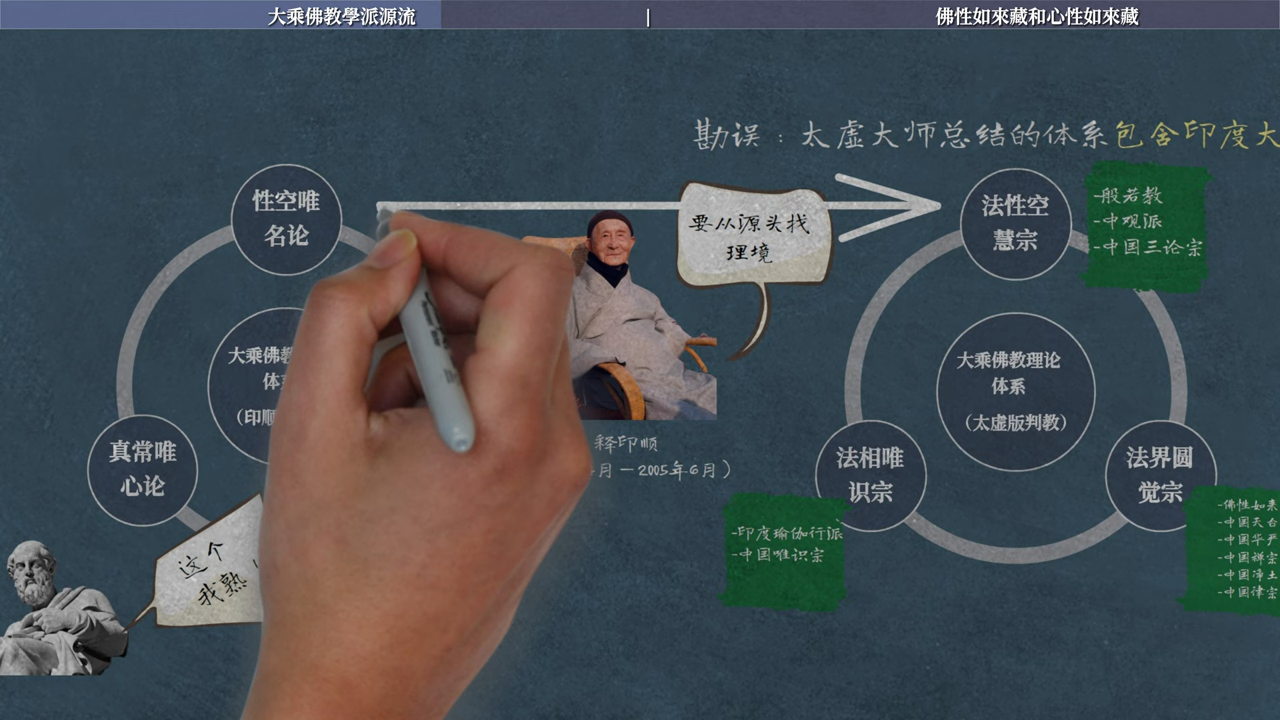 大乘佛教學派源流
|
佛性如來藏和心性如來藏
勘误：太虚大师总结的体系包含印度大
性空唯
名论
要从源头找
理境
法性空
慧宗
-般若教
-中观派
-中国三论宗
大乘佛教
体
（印顺
大乘佛教理论
体系
（太虚版判教）
真常唯
心论
释印顺
月－2005年6月）
法相唯
识宗
法界圆
觉宗
-印度瑜伽行派
-中国唯识宗
-佛性如来
-中国天台
-中国华严
-中国禅宗
-中国净土
-中国律宗
这个
我熟